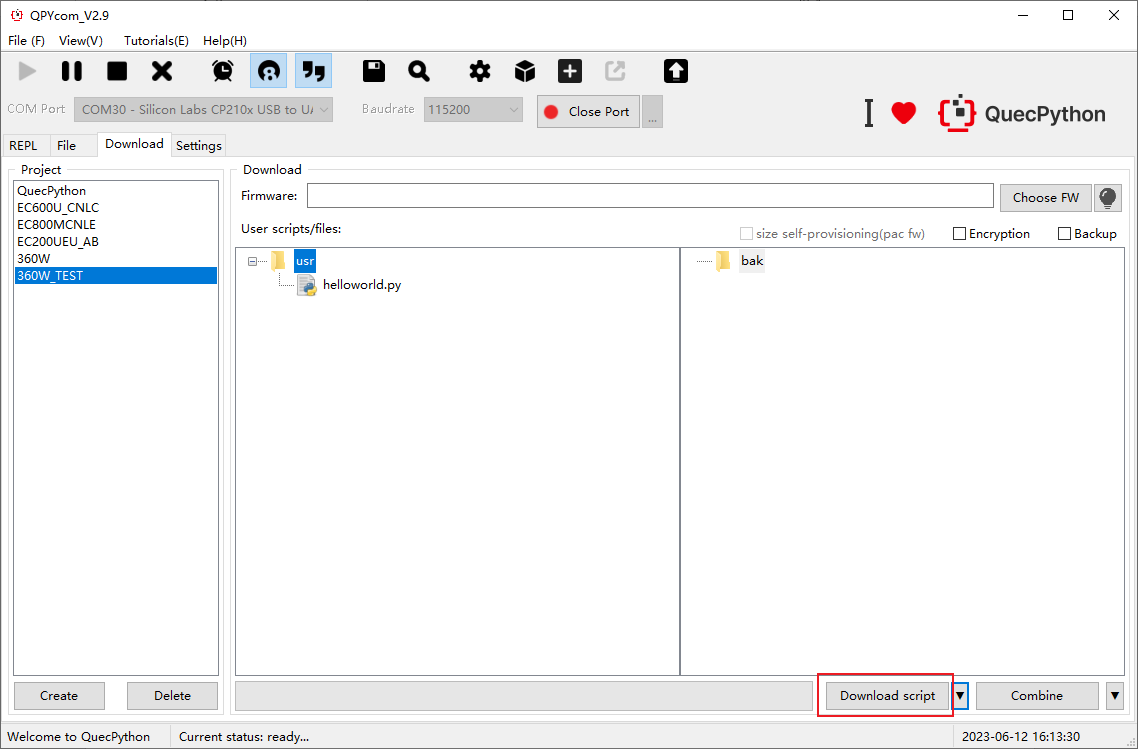 QPYcom_V2.9
File (F) View(V) Tutorials(E) Help(H)
COM Port COM30 - Silicon Labs CP210x USB to UA Baudrate 115200 Close Port ...
I QuecPython
REPL File Download Settings
Project
QuecPython
EC600U_CNLC
EC800MCNLE
EC200UEU_AB
360W
360W_TEST
Create Delete
Download
Firmware: Choose FW
User scripts/files: size self-provisioning(pac fw) Encryption Backup
usr
helloworld.py
bak
Download script Combine
Welcome to QuecPython Current status: ready... 2023-06-12 16:13:30